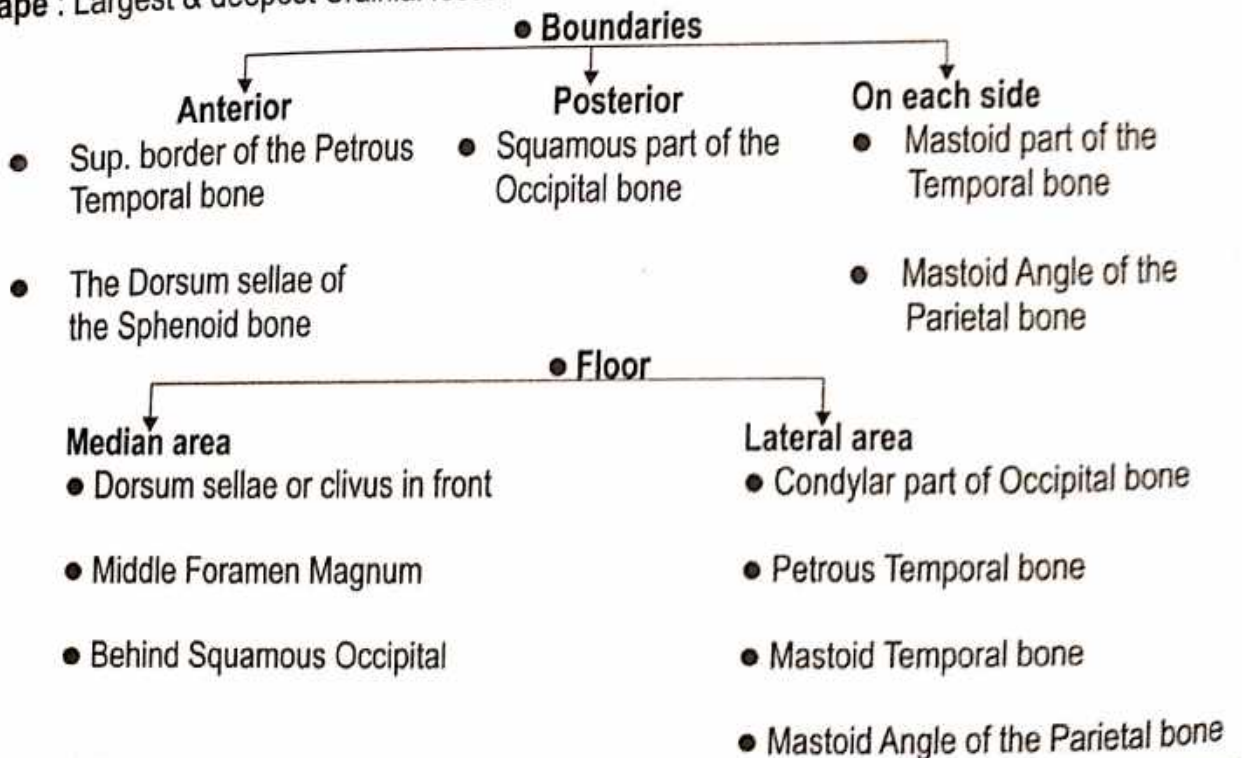 ape : Largest & deepest
● Boundaries
Anterior
● Sup. border of the Petrous
Temporal bone
● The Dorsum sellae of
the Sphenoid bone
Posterior
● Squamous part of the
Occipital bone
On each side
● Mastoid part of the
Temporal bone
● Mastoid Angle of the
Parietal bone
● Floor
Median area
● Dorsum sellae or clivus in front
● Middle Foramen Magnum
● Behind Squamous Occipital
Lateral area
● Condylar part of Occipital bone
● Petrous Temporal bone
● Mastoid Temporal bone
● Mastoid Angle of the Parietal bone